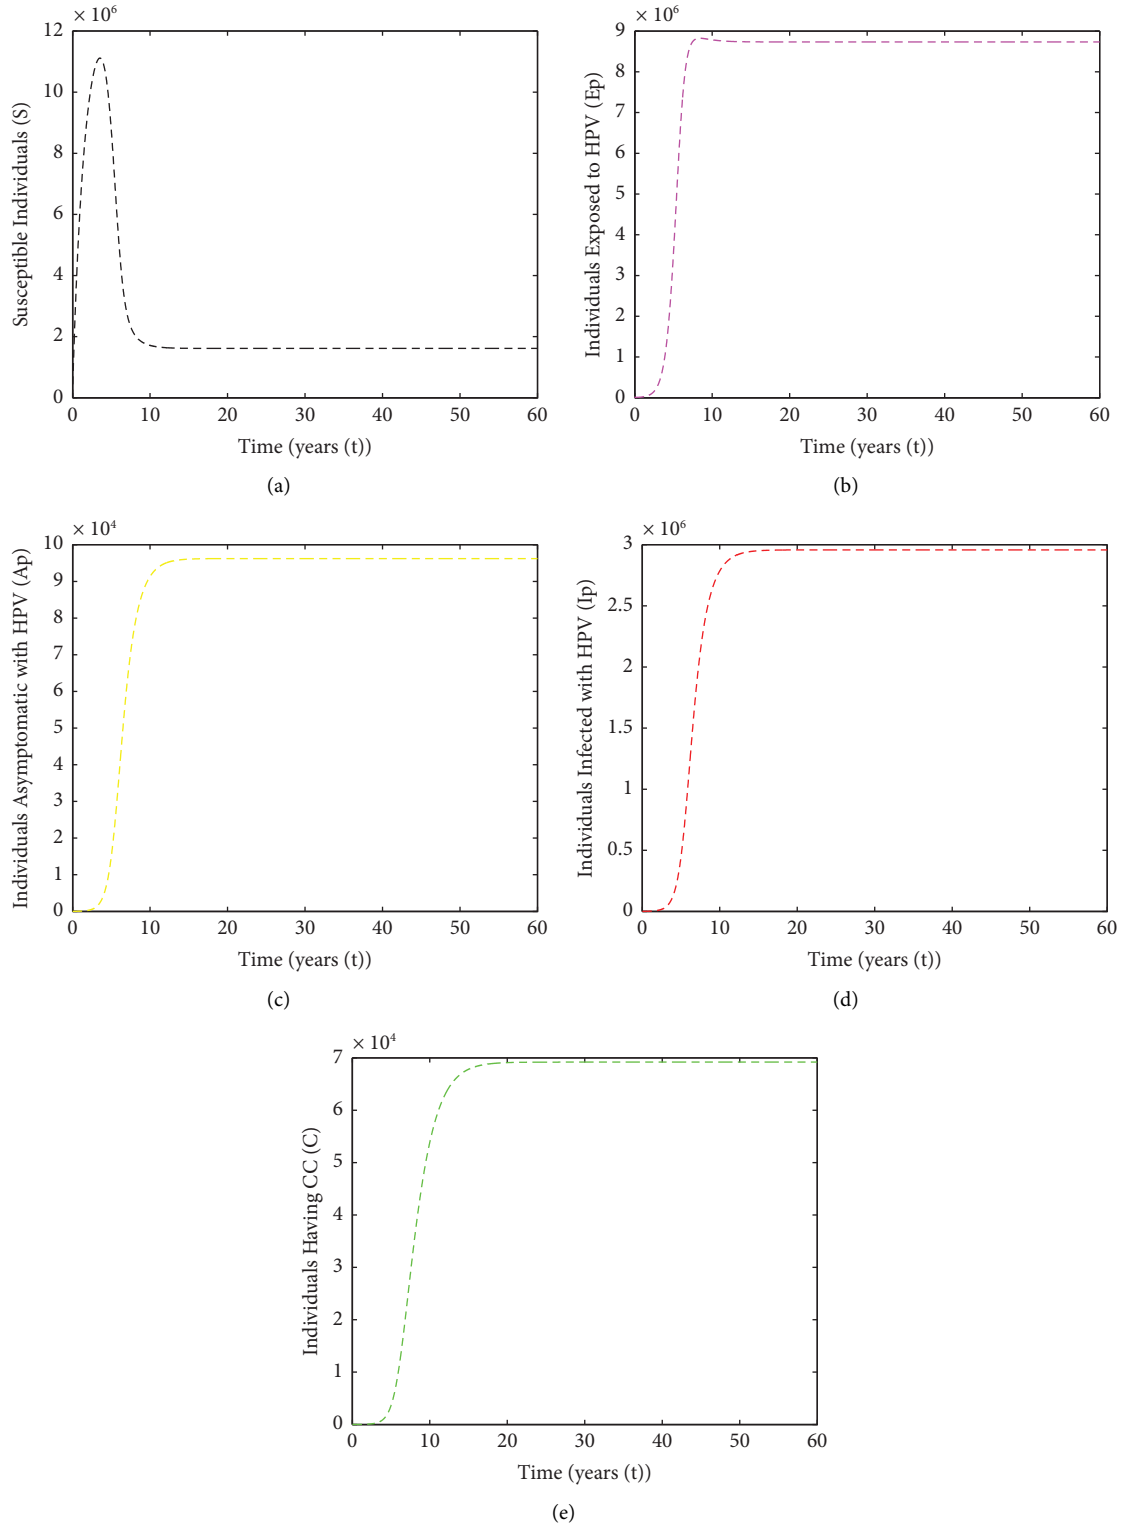 × 10⁶
12
10
8
6
4
2
0
0 10 20 30 40 50 60
Susceptible Individuals (S)
Time (years (t))
(a)
× 10⁶
9
8
7
6
5
4
3
2
1
0
0 10 20 30 40 50 60
Individuals Exposed to HPV (Ep)
Time (years (t))
(b)
× 10⁴
10
9
8
7
6
5
4
3
2
1
0
0 10 20 30 40 50 60
Individuals Asymptomatic with HPV (Ap)
Time (years (t))
(c)
× 10⁶
3
2.5
2
1.5
1
0.5
0
0 10 20 30 40 50 60
Individuals Infected with HPV (Ip)
Time (years (t))
(d)
× 10⁴
7
6
5
4
3
2
1
0
0 10 20 30 40 50 60
Individuals Having CC (C)
Time (years (t))
(e)